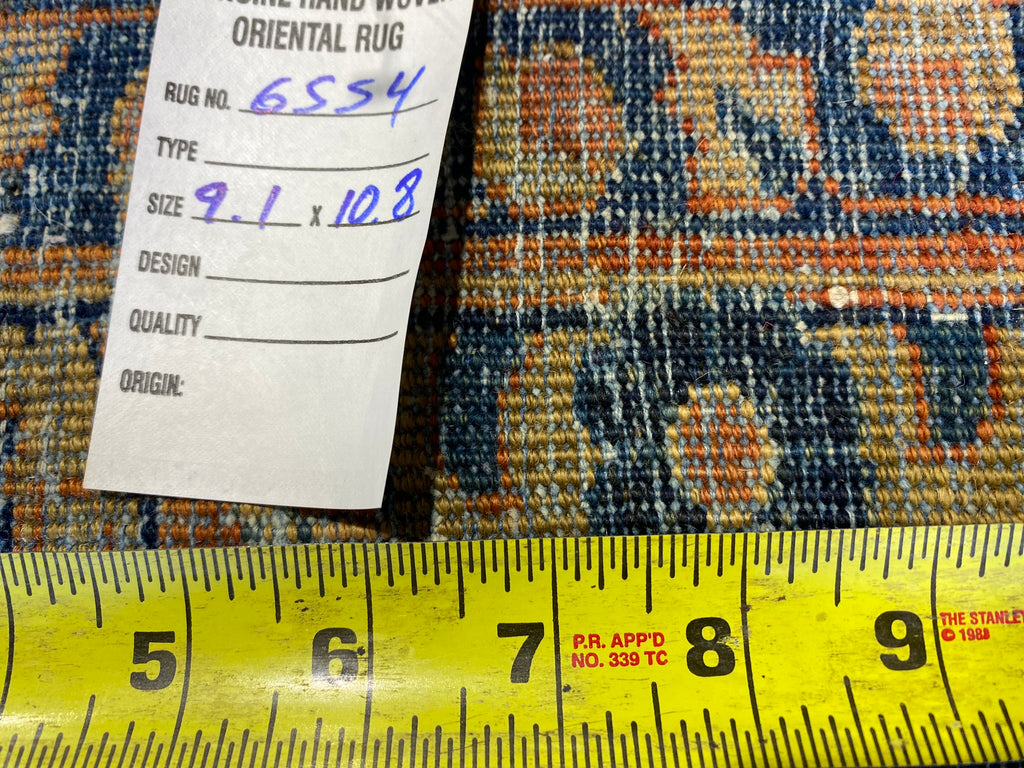 ORIENTAL RUG
RUG NO. 6554
TYPE
SIZE 9.1 X 10.8
DESIGN
QUALITY
ORIGIN:
5 6 7 8 9
P.R. APP'D
NO. 339 TC
THE STANLEY
© 1988